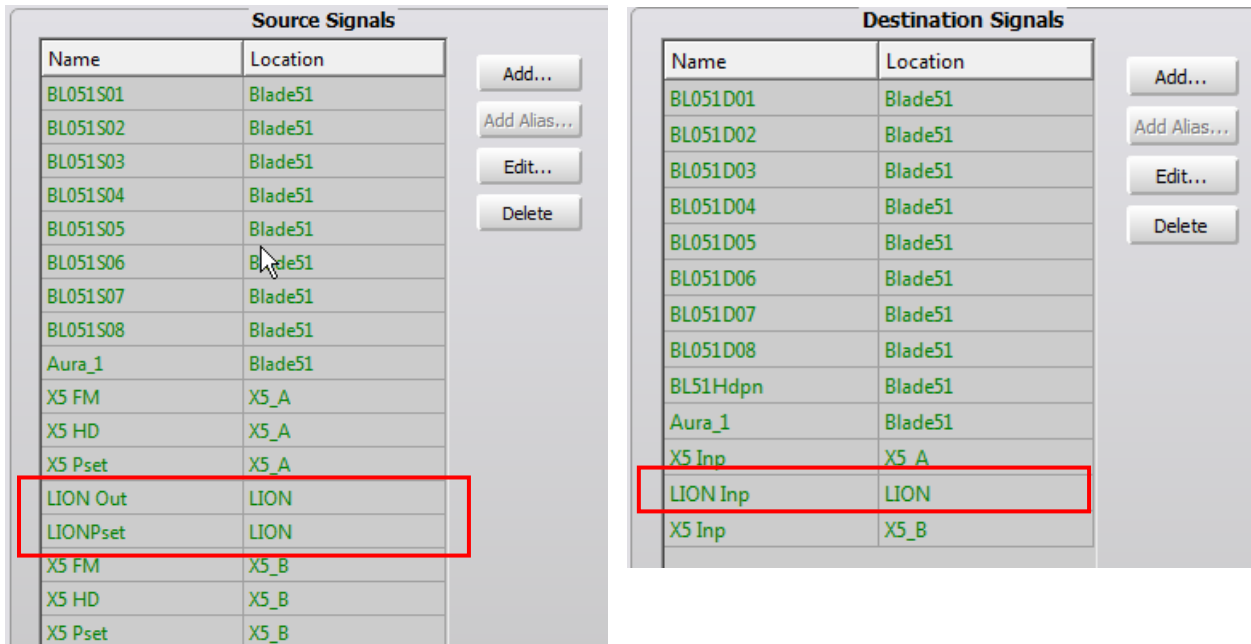 Source Signals
Name Location
BL051S01 Blade51
BL051S02 Blade51
BL051S03 Blade51
BL051S04 Blade51
BL051S05 Blade51
BL051S06 Blade51
BL051S07 Blade51
BL051S08 Blade51
Aura_1 Blade51
X5 FM X5_A
X5 HD X5_A
X5 Pset X5_A
LION Out LION
LIONPset LION
X5 FM X5_B
X5 HD X5_B
X5 Pset X5_B
Add...
Add Alias...
Edit...
Delete
Destination Signals
Name Location
BL051D01 Blade51
BL051D02 Blade51
BL051D03 Blade51
BL051D04 Blade51
BL051D05 Blade51
BL051D06 Blade51
BL051D07 Blade51
BL051D08 Blade51
BL51Hdpn Blade51
Aura_1 Blade51
X5 Inp X5_A
LION Inp LION
X5 Inp X5_B
Add...
Add Alias...
Edit...
Delete